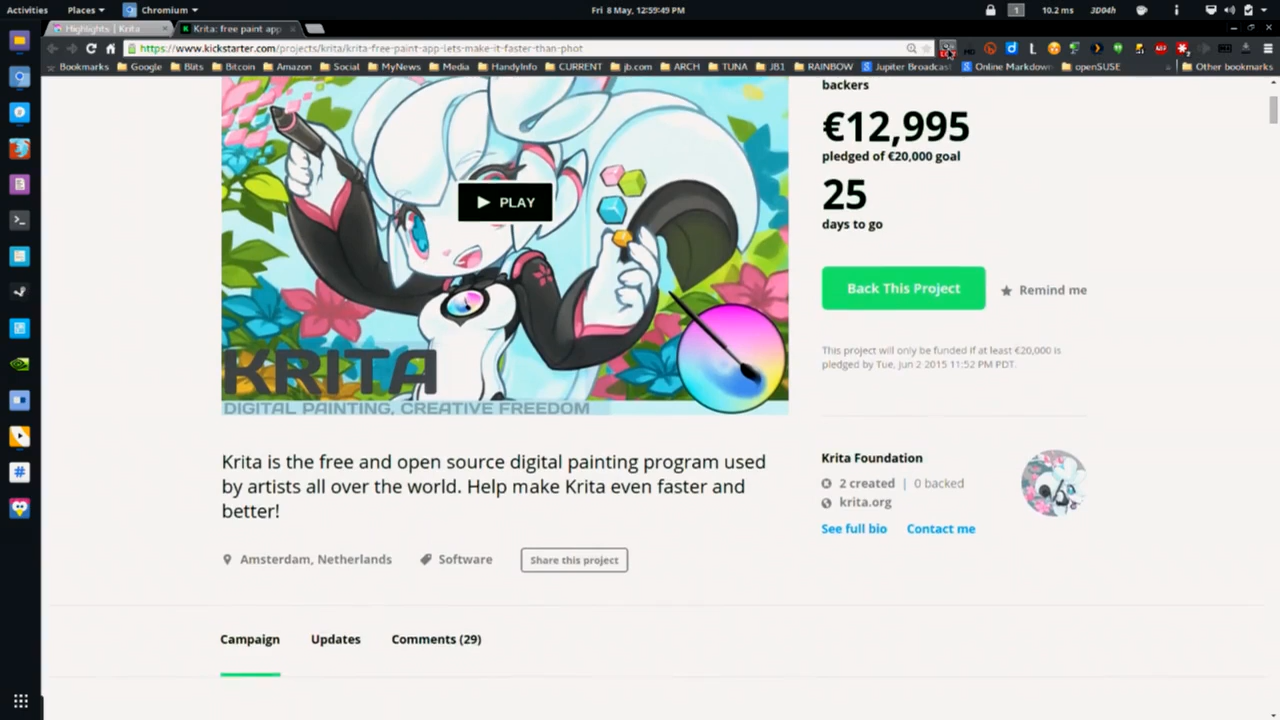 Activities Places Chromium Fri 8 May, 12:59:49 PM 1 10.2 ms 3D04h
Highlights | Krita Krita: free paint app
https://www.kickstarter.com/projects/krita/krita-free-paint-app-lets-make-it-faster-than-phot
Bookmarks Google Blits Bitcoin Amazon Social MyNews Media HandyInfo CURRENT jb.com ARCH TUNA JB1 RAINBOW Jupiter Broadcas Online Markdown openSUSE Other bookmarks
backers
€12,995
pledged of €20,000 goal
25
days to go
PLAY
Back This Project Remind me
This project will only be funded if at least €20,000 is
pledged by Tue, Jun 2 2015 11:52 PM PDT.
KRITA
DIGITAL PAINTING, CREATIVE FREEDOM
Krita is the free and open source digital painting program used
by artists all over the world. Help make Krita even faster and
better!
Krita Foundation
2 created | 0 backed
krita.org
See full bio Contact me
Amsterdam, Netherlands Software Share this project
Campaign Updates Comments (29)